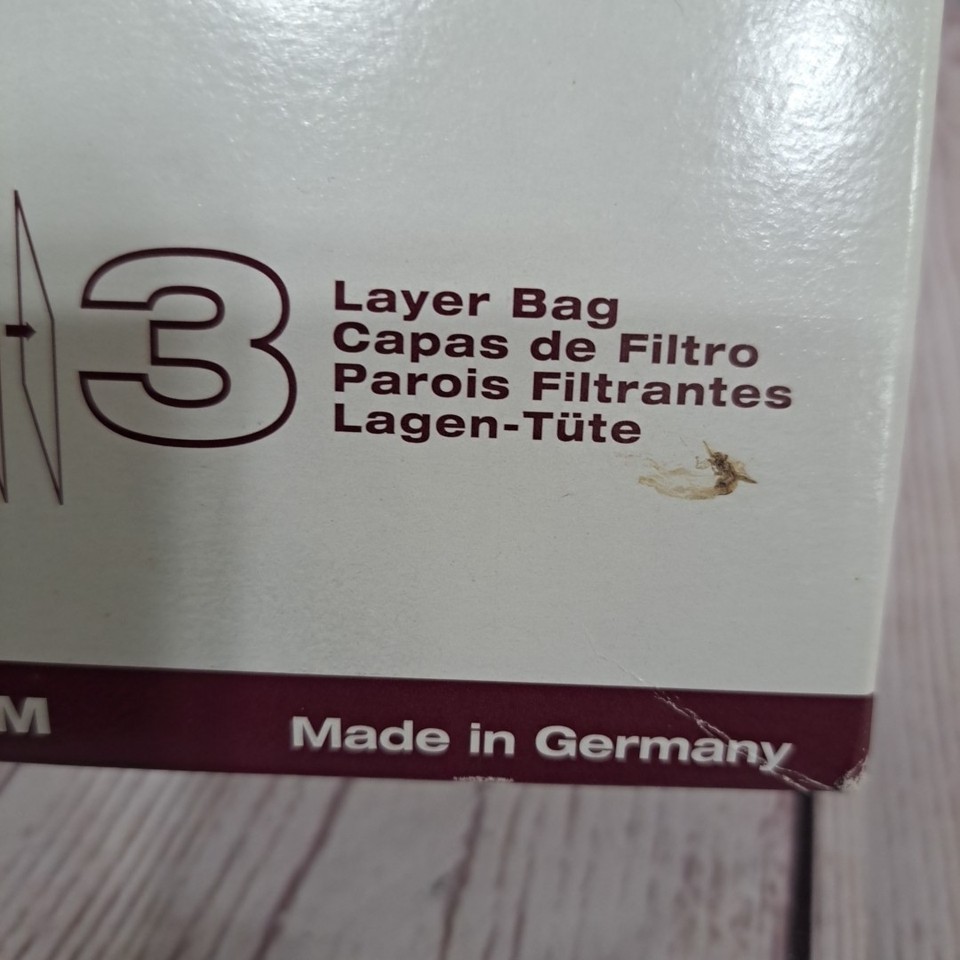 3
Layer Bag
Capas de Filtro
Parois Filtrantes
Lagen-Tüte
M
Made in Germany